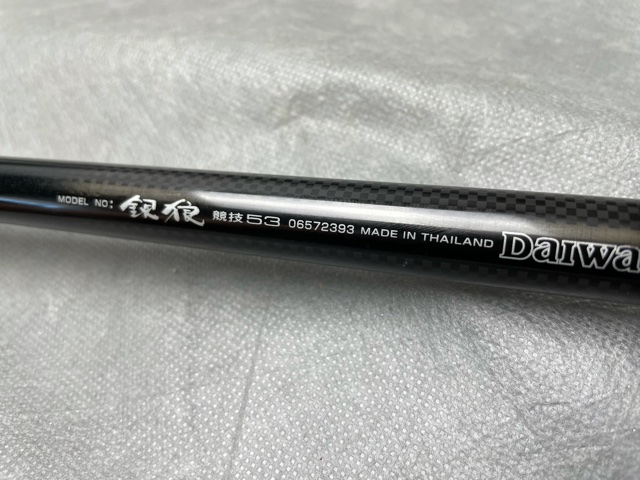 MODEL NO: 銀狼 競技53 06572393 MADE IN THAILAND Daiwa